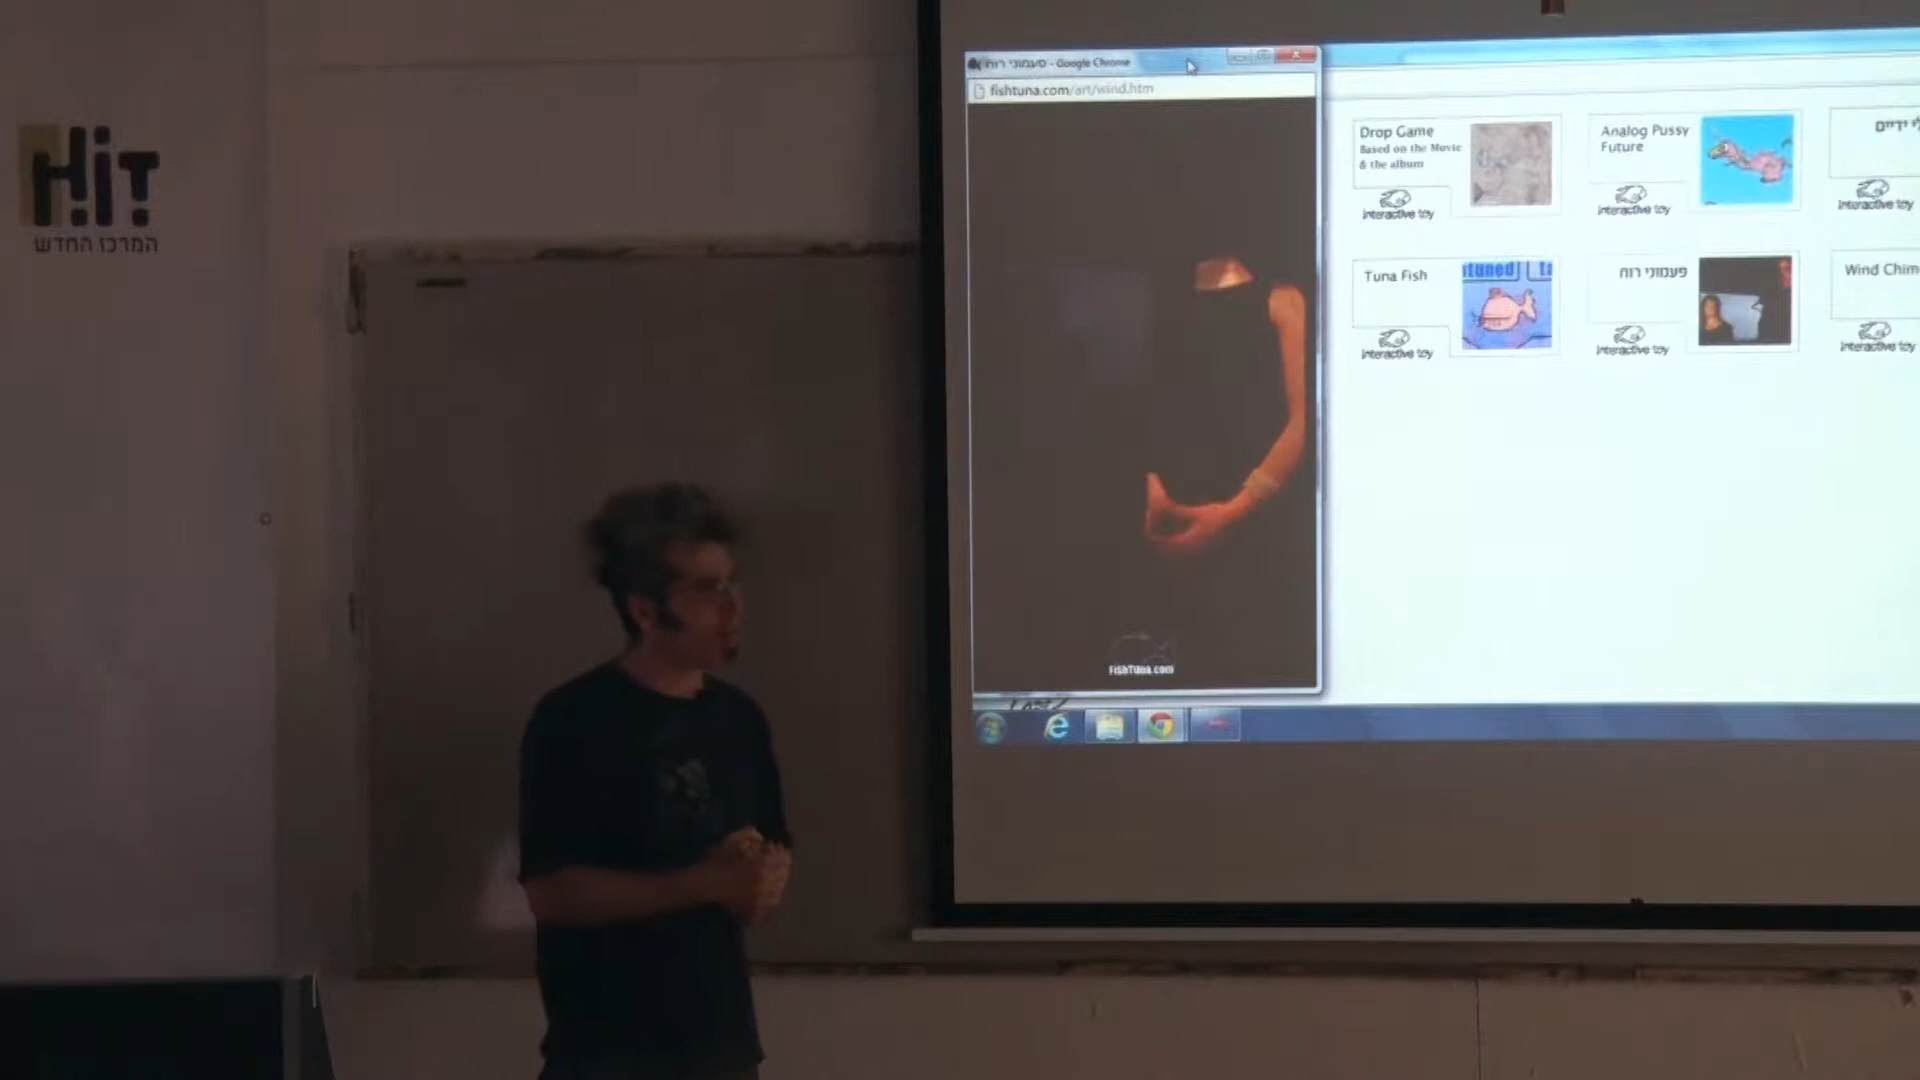 HiT
המרכז החדש
פעמוני רוח - Google Chrome
fishtuna.com/art/wind.htm
FishTuna.com
Drop Game
Based on the Movie
& the album
interactive toy
Analog Pussy
Future
interactive toy
ידיים
interactive toy
Tuna Fish
tuned
interactive toy
פעמוני רוח
interactive toy
Wind Chim
interactive toy